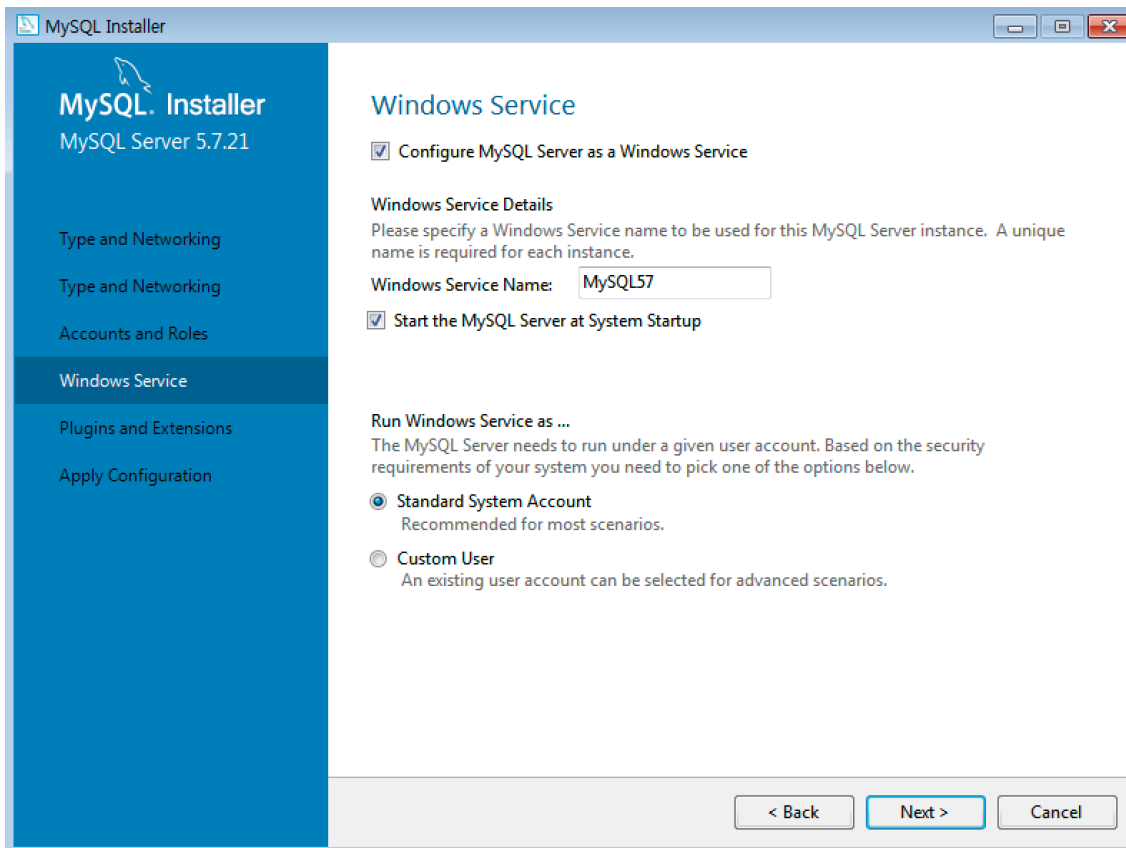 MySQL Installer
MySQL. Installer
MySQL Server 5.7.21
Type and Networking
Type and Networking
Accounts and Roles
Windows Service
Plugins and Extensions
Apply Configuration
Windows Service
Configure MySQL Server as a Windows Service
Windows Service Details
Please specify a Windows Service name to be used for this MySQL Server instance. A unique
name is required for each instance.
Windows Service Name: MySQL57
Start the MySQL Server at System Startup
Run Windows Service as ...
The MySQL Server needs to run under a given user account. Based on the security
requirements of your system you need to pick one of the options below.
Standard System Account
Recommended for most scenarios.
Custom User
An existing user account can be selected for advanced scenarios.
< Back Next > Cancel